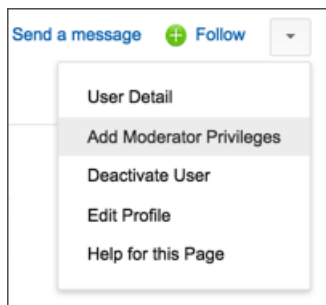 Send a message Follow
User Detail
Add Moderator Privileges
Deactivate User
Edit Profile
Help for this Page